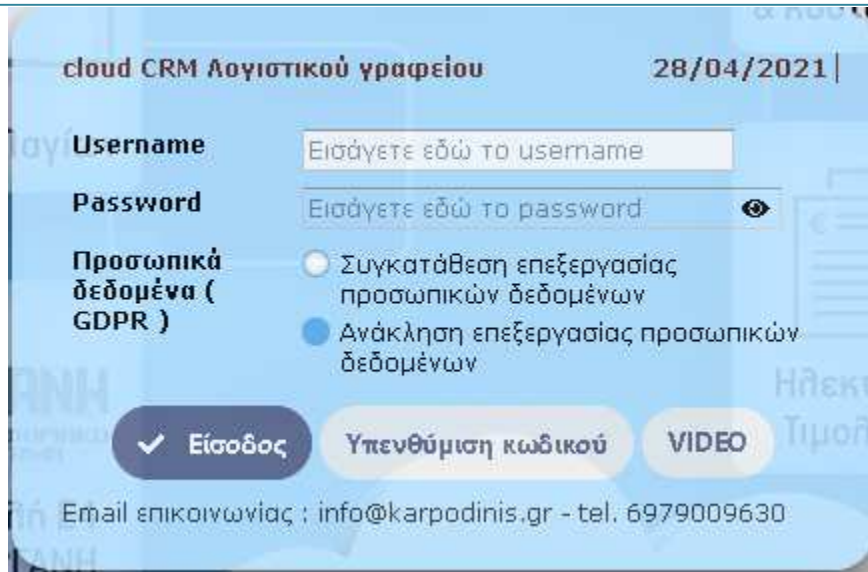 cloud CRM Λογιστικού γραφείου 28/04/2021
Username Εισάγετε εδώ το username
Password Εισάγετε εδώ το password
Προσωπικά
δεδομένα (
GDPR )
Συγκατάθεση επεξεργασίας
προσωπικών δεδομένων
Ανάκληση επεξεργασίας προσωπικών
δεδομένων
Είσοδος Υπενθύμιση κωδικού VIDEO
Email επικοινωνίας : info@karpodinis.gr - tel. 6979009630